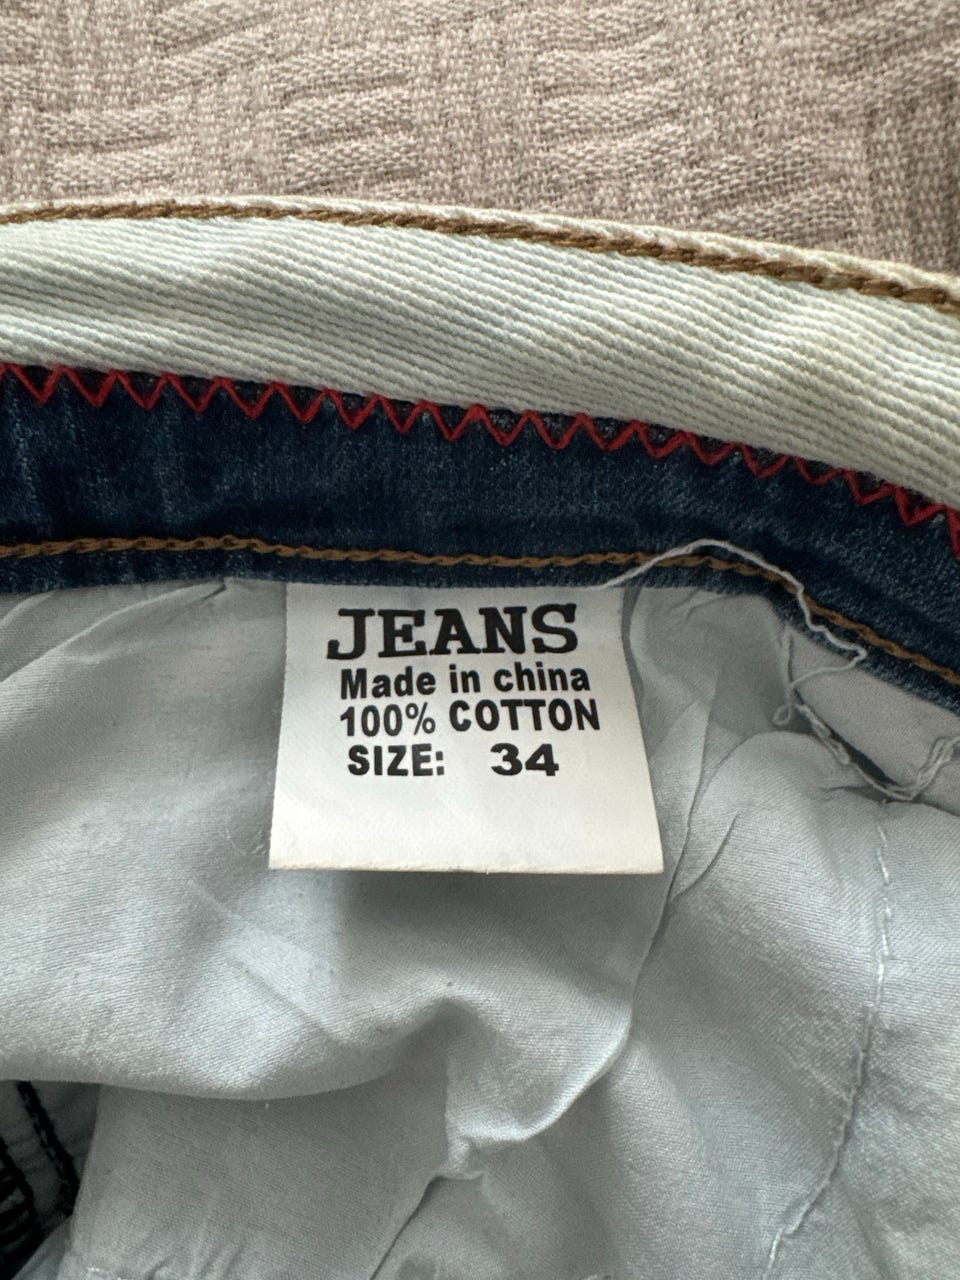 JEANS
Made in china
100% COTTON
SIZE: 34